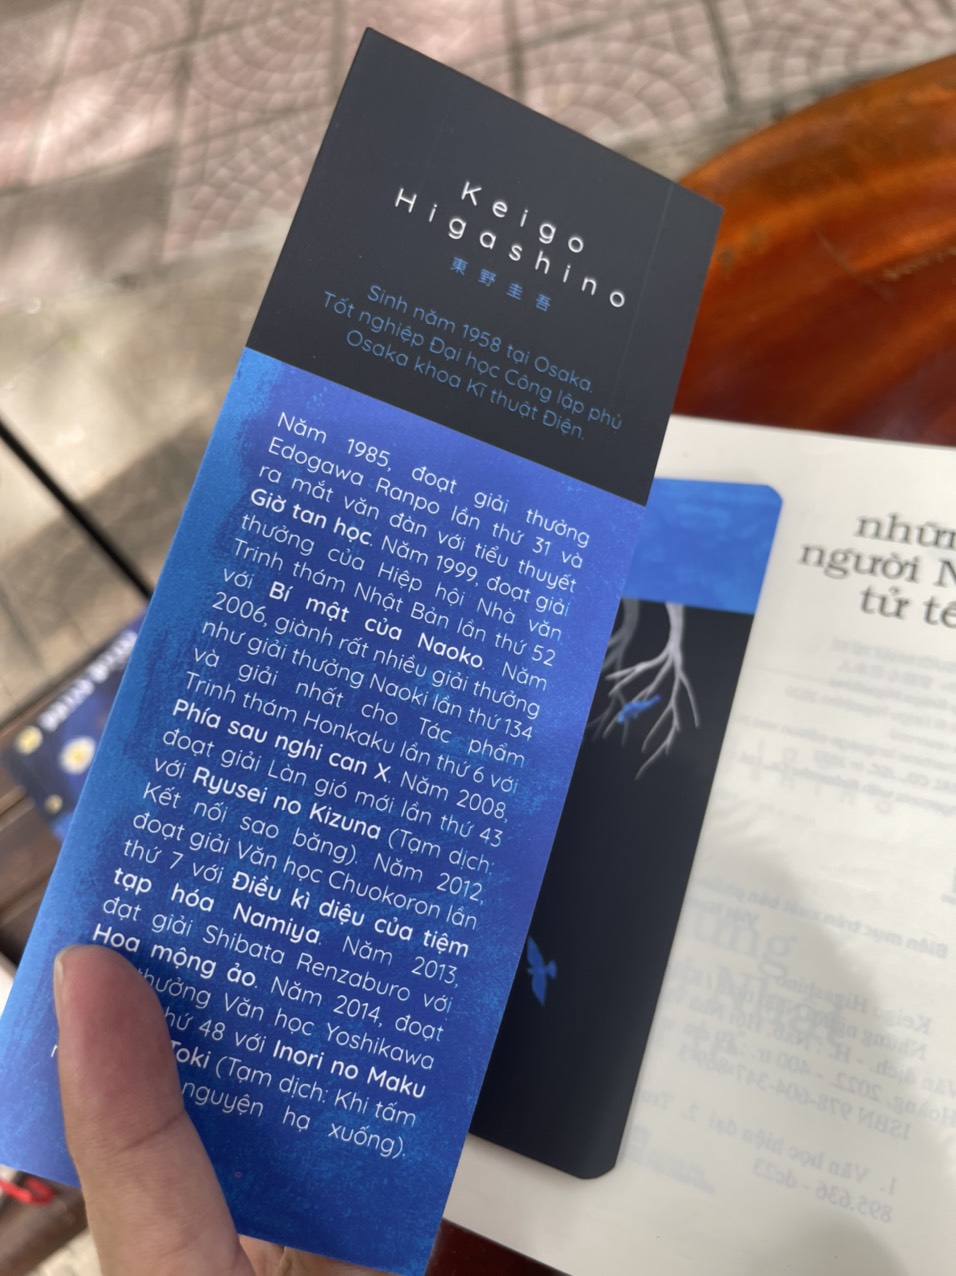 Keigo
Higashino
東野圭吾
Sinh năm 1958 tại Osaka.
Tốt nghiệp Đại học Công lập phủ
Osaka khoa Kĩ thuật Điện.
Năm 1985, đoạt giải thưởng
Edogawa Ranpo lần thứ 31 và
ra mắt văn đàn với tiểu thuyết
Giờ tan học. Năm 1999, đoạt giải
thưởng của Hiệp hội Nhà văn
Trinh thám Nhật Bản lần thứ 52
với Bí mật của Naoko. Năm
2006, giành rất nhiều giải thưởng
như giải thưởng Naoki lần thứ 134
và giải nhất cho Tác phẩm
Trinh thám Honkaku lần thứ 6 với
Phía sau nghi can X. Năm 2008,
đoạt giải Làn gió mới lần thứ 43
với Ryusei no Kizuna (Tạm dịch:
Kết nối sao băng). Năm 2012,
đoạt giải Văn học Chuokoron lần
thứ 7 với Điều kì diệu của tiệm
tạp hóa Namiya. Năm 2013,
đạt giải Shibata Renzaburo với
Hoa mộng ảo. Năm 2014, đoạt
thưởng Văn học Yoshikawa
thứ 48 với Inori no Maku
Toki (Tạm dịch: Khi tấm
nguyện hạ xuống).
người
tử tế